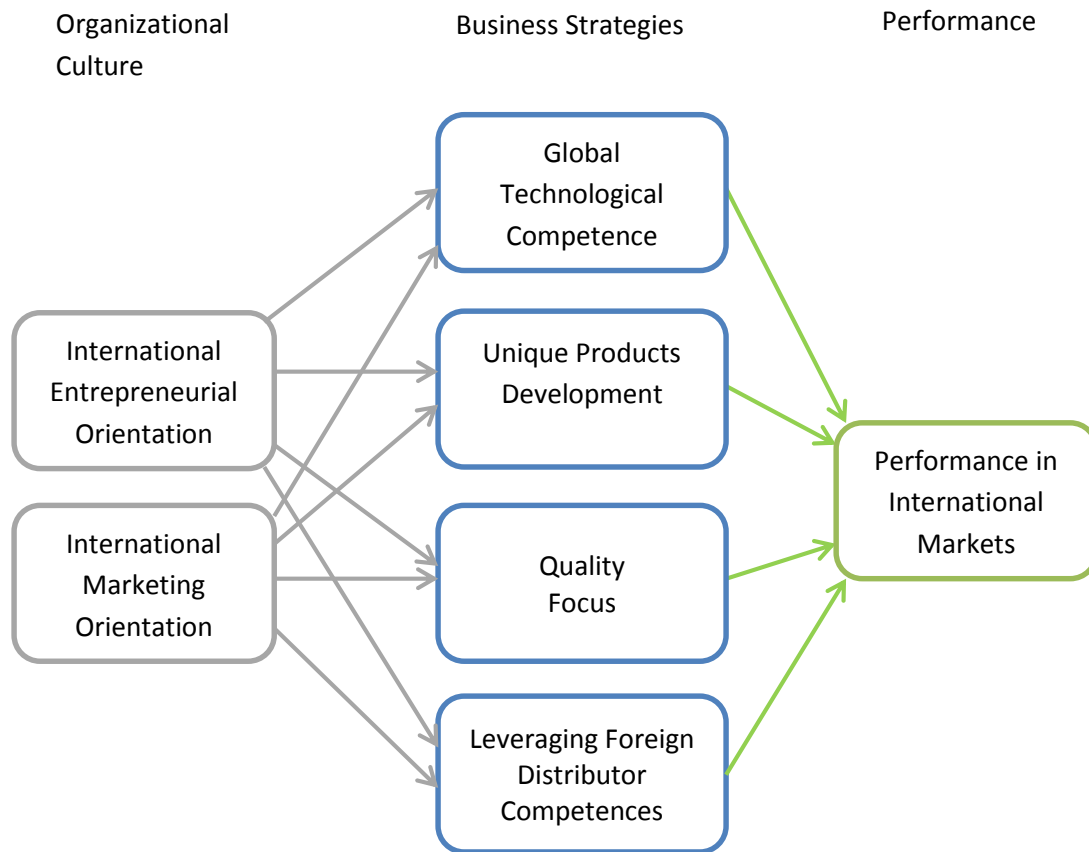 Organizational
Culture
Business Strategies
Performance
Global
Technological
Competence
International
Entrepreneurial
Orientation
Unique Products
Development
International
Marketing
Orientation
Quality
Focus
Leveraging Foreign
Distributor
Competences
Performance in
International
Markets